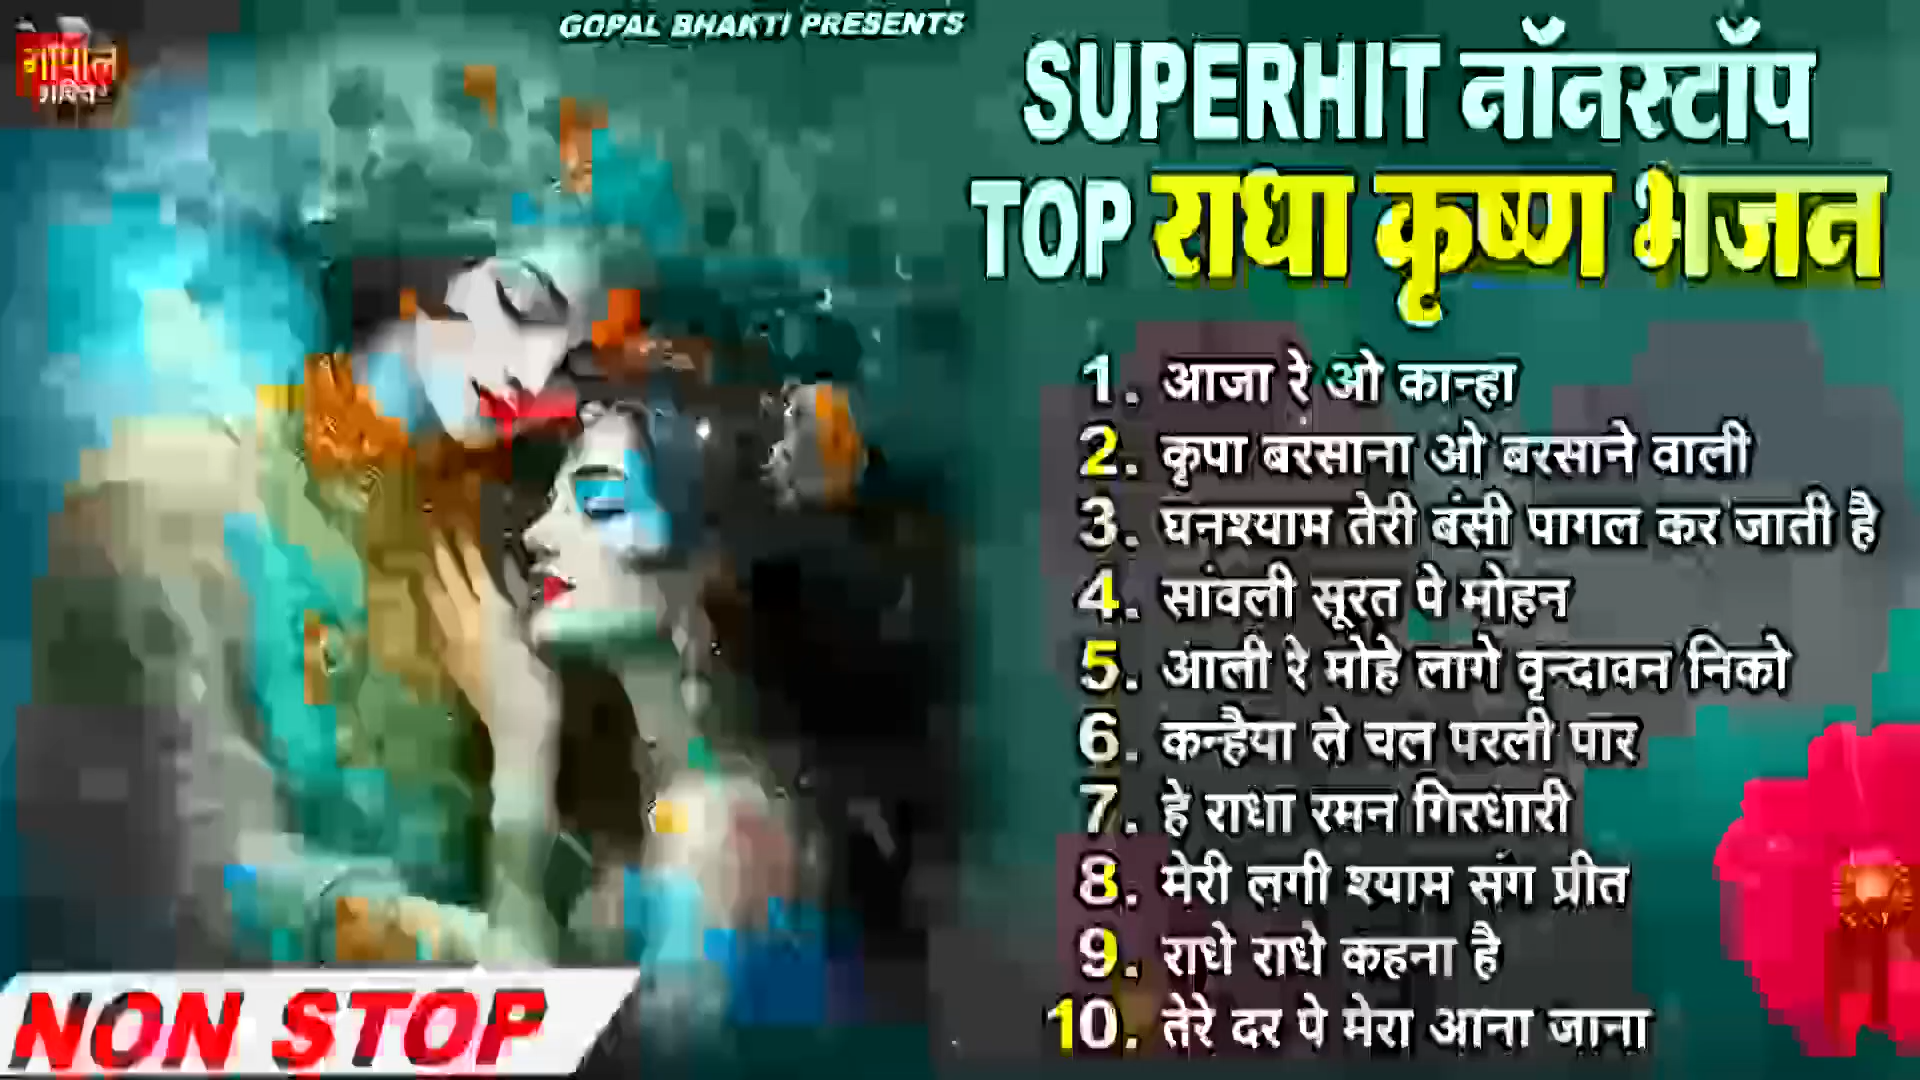 गोपाल
भक्ति
GOPAL BHAKTI PRESENTS
SUPERHIT नॉनस्टॉप
TOP राधा कृष्ण भजन
1. आजा रे ओ कान्हा
2. कृपा बरसाना ओ बरसाने वाली
3. घनश्याम तेरी बंसी पागल कर जाती है
4. सांवली सूरत पे मोहन
5. आली रे मोहे लागे वृन्दावन निको
6. कन्हैया ले चल परली पार
7. हे राधा रमन गिरधारी
8. मेरी लगी श्याम संग प्रीत
9. राधे राधे कहना है
10. तेरे दर पे मेरा आना जाना
NON STOP